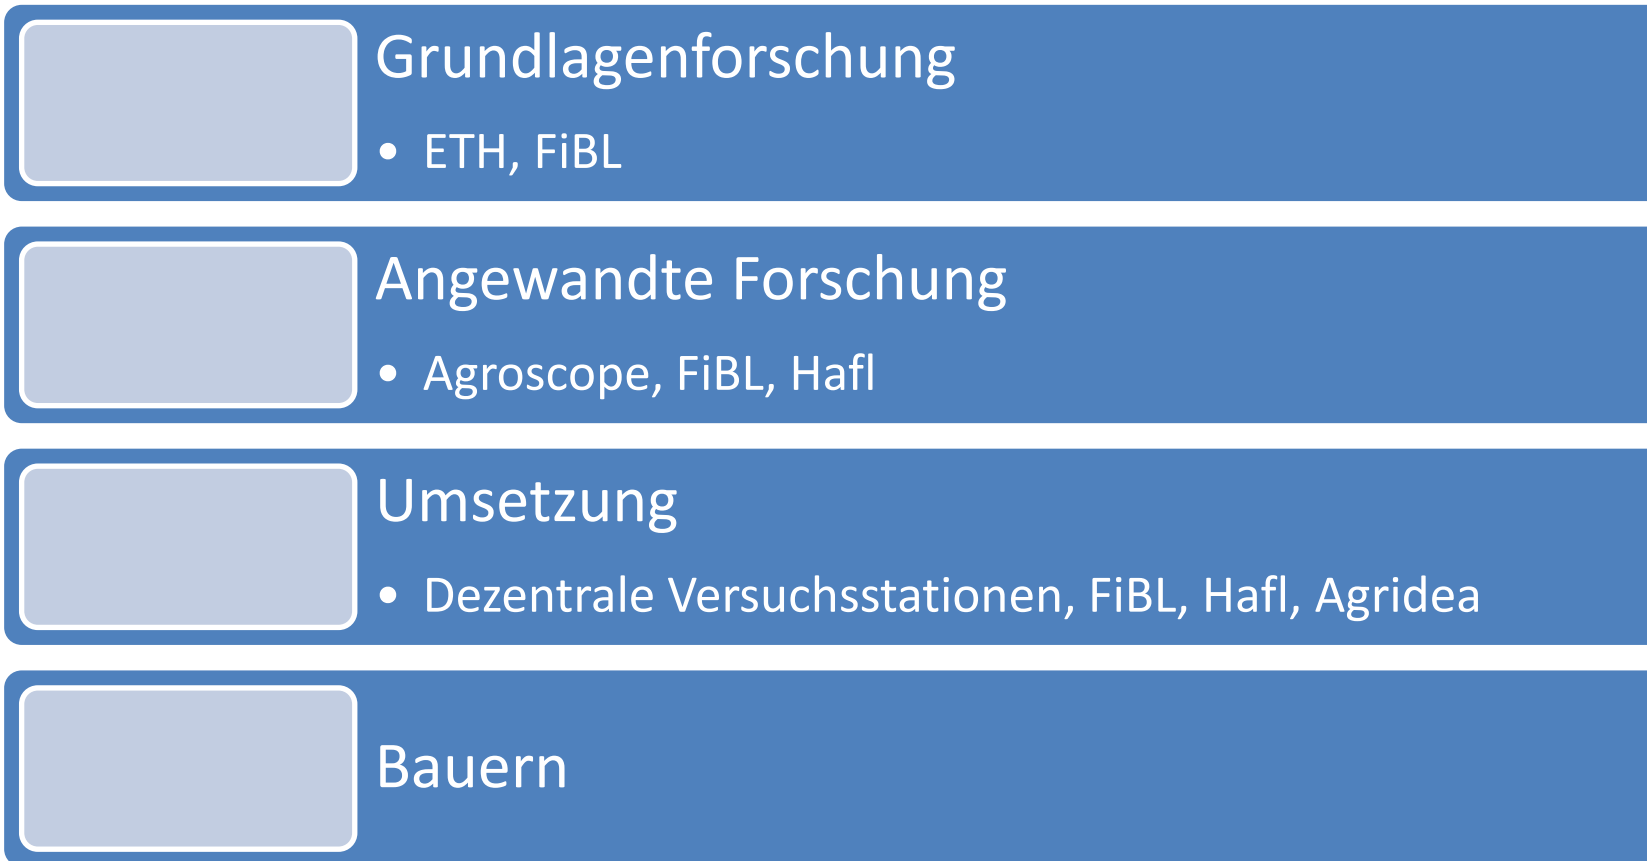 Grundlagenforschung
• ETH, FiBL
Angewandte Forschung
• Agroscope, FiBL, Hafl
Umsetzung
• Dezentrale Versuchsstationen, FiBL, Hafl, Agridea
Bauern